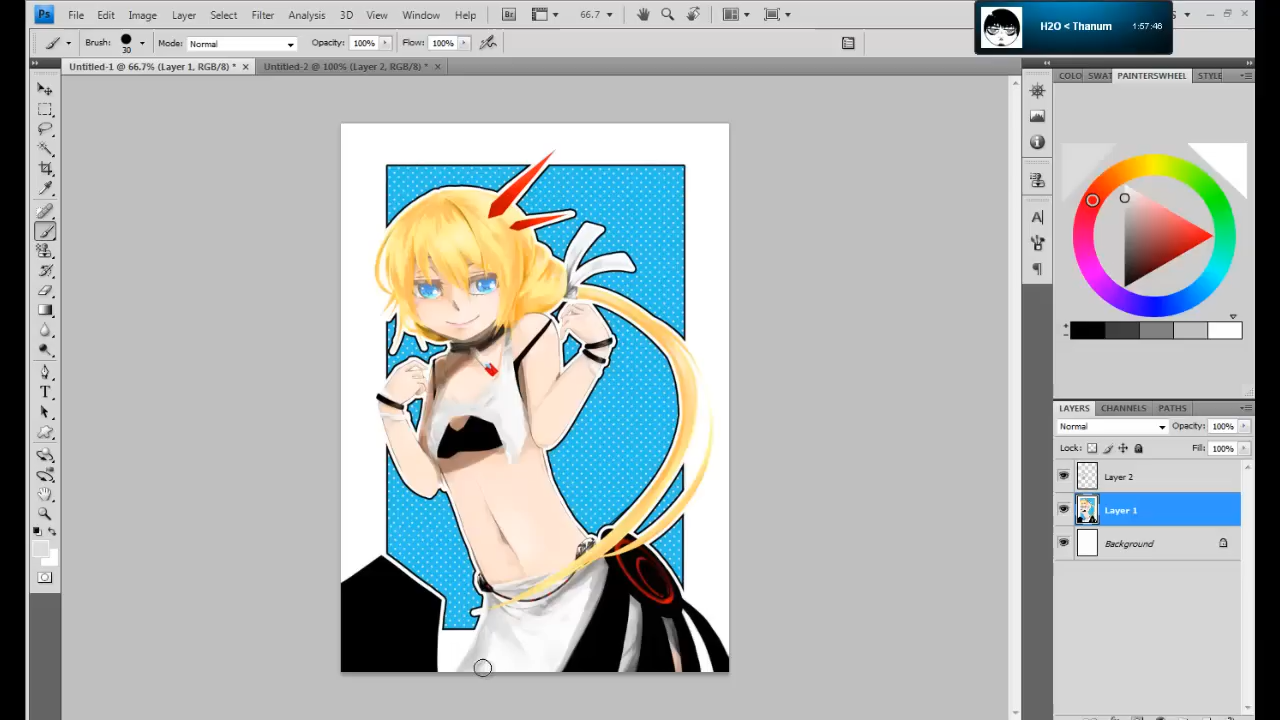 Ps File Edit Image Layer Select Filter Analysis 3D View Window Help Br 66.7
H2O < Thanum 1:57:46
Brush: 30 Mode: Normal Opacity: 100% Flow: 100%
Untitled-1 @ 66.7% (Layer 1, RGB/8) * × Untitled-2 @ 100% (Layer 2, RGB/8) * ×
COLO SWAT PAINTERSWHEEL STYLE
LAYERS CHANNELS PATHS
Normal Opacity: 100%
Lock: Fill: 100%
Layer 2
Layer 1
Background